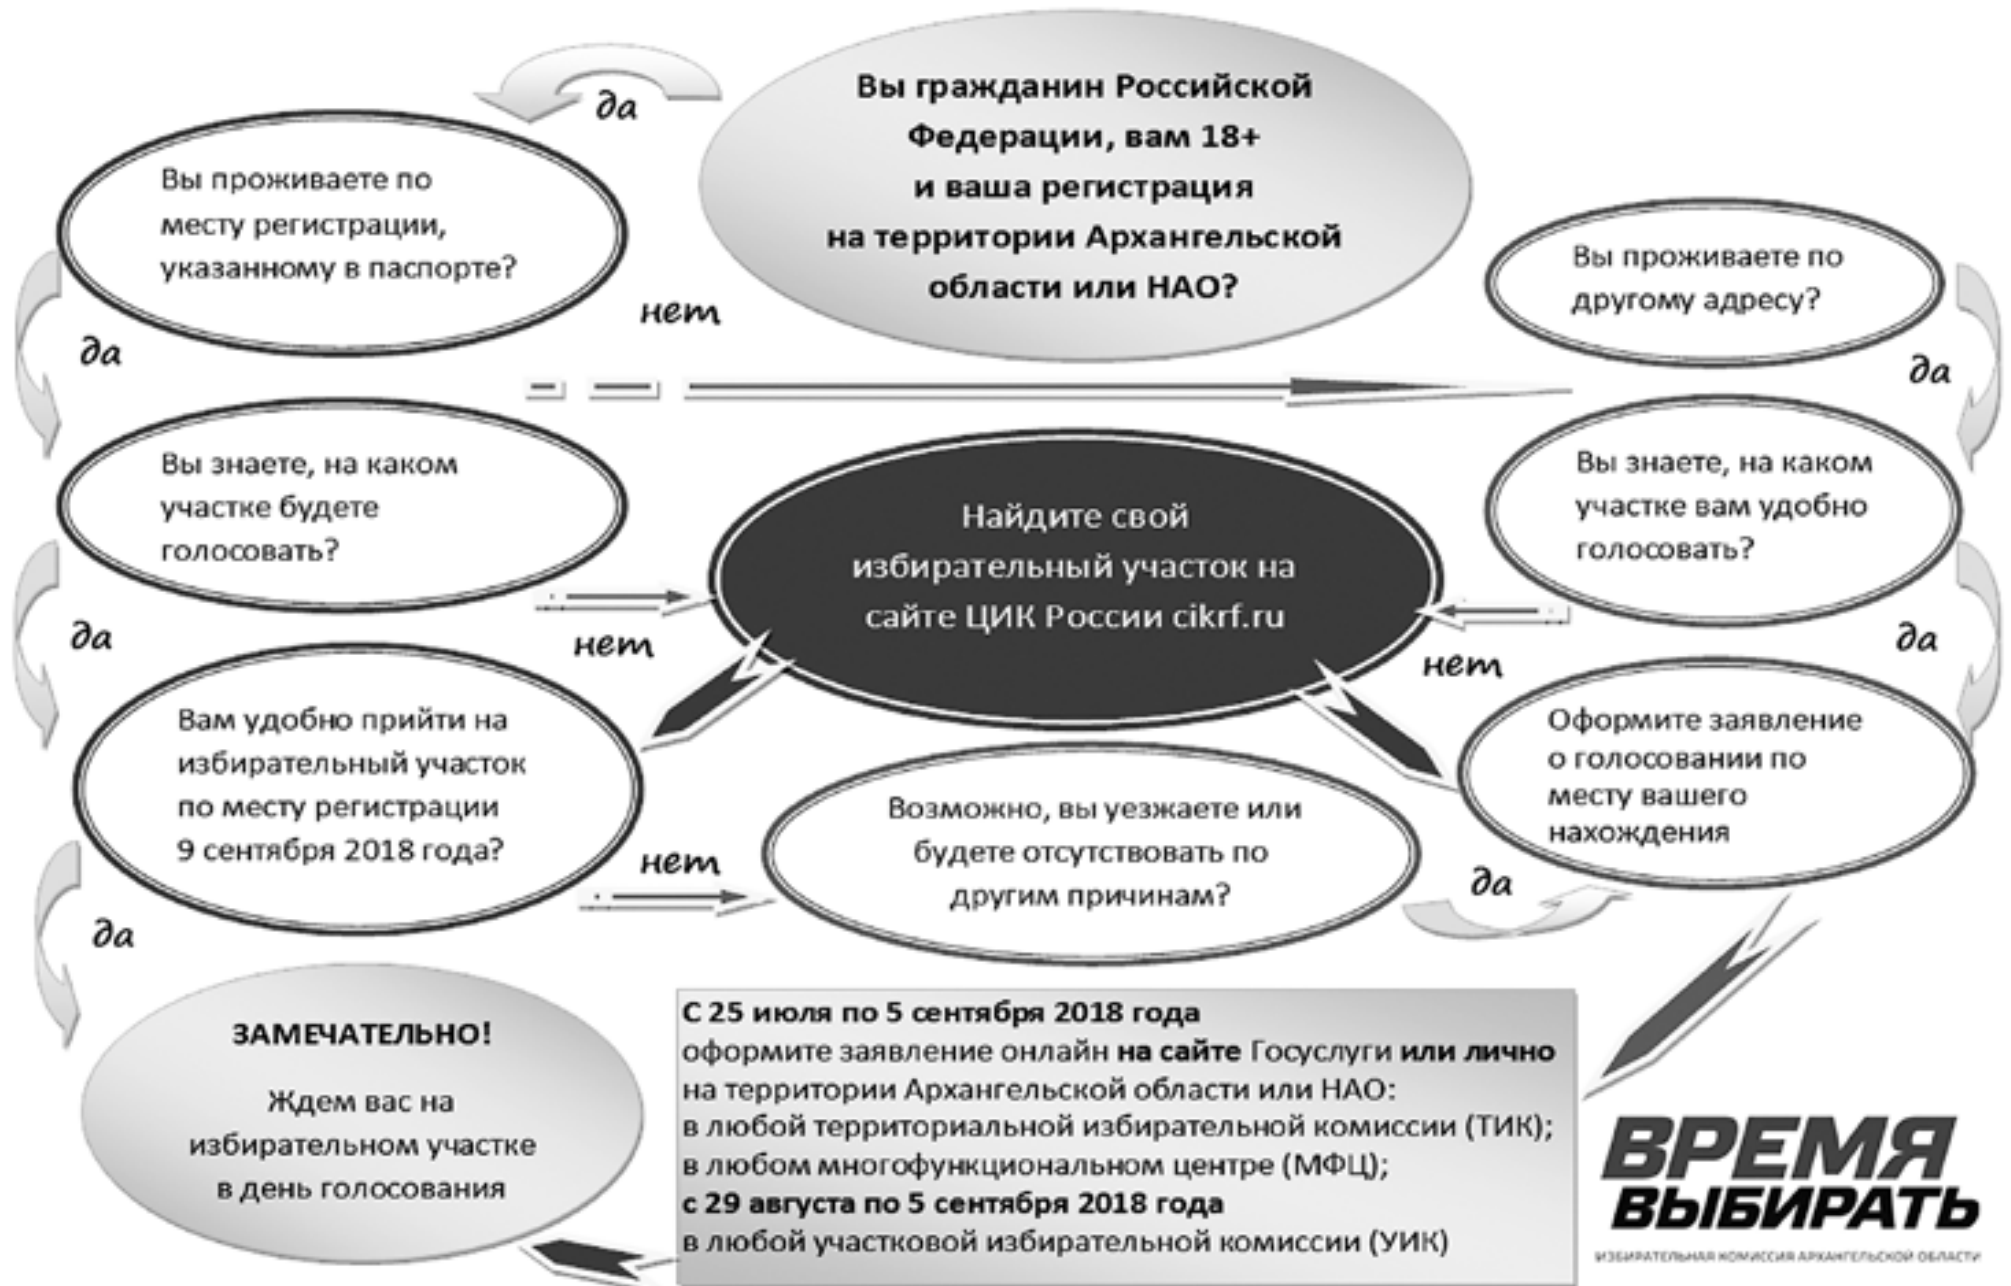 Вы гражданин Российской
Федерации, вам 18+
и ваша регистрация
на территории Архангельской
области или НАО?
да
Вы проживаете по
месту регистрации,
указанному в паспорте?
нет
да
Вы проживаете по
другому адресу?
да
Вы знаете, на каком
участке будете
голосовать?
нет
да
Найдите свой
избирательный участок на
сайте ЦИК России cikrf.ru
Вы знаете, на каком
участке вам удобно
голосовать?
нет
да
Вам удобно прийти на
избирательный участок
по месту регистрации
9 сентября 2018 года?
нет
да
Возможно, вы уезжаете или
будете отсутствовать по
другим причинам?
да
Оформите заявление
о голосовании по
месту вашего
нахождения
ЗАМЕЧАТЕЛЬНО!
Ждем вас на
избирательном участке
в день голосования
С 25 июля по 5 сентября 2018 года
оформите заявление онлайн на сайте Госуслуги или лично
на территории Архангельской области или НАО:
в любой территориальной избирательной комиссии (ТИК);
в любом многофункциональном центре (МФЦ);
с 29 августа по 5 сентября 2018 года
в любой участковой избирательной комиссии (УИК)
ВРЕМЯ
ВЫБИРАТЬ
ИЗБИРАТЕЛЬНАЯ КОМИССИЯ АРХАНГЕЛЬСКОЙ ОБЛАСТИ